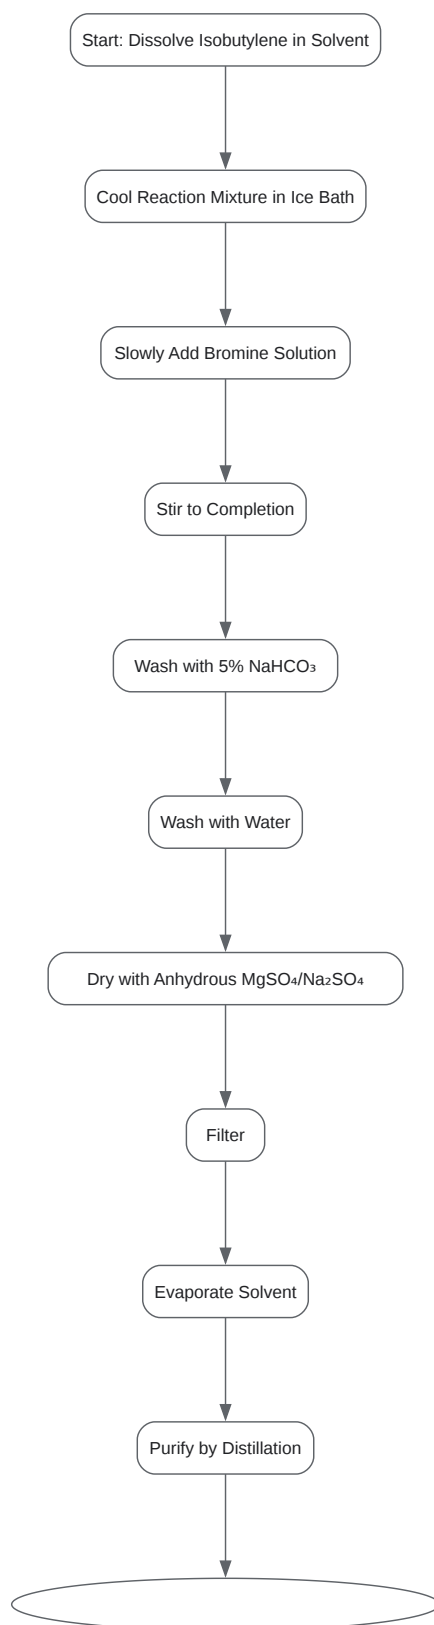 Start: Dissolve Isobutylene in Solvent
Cool Reaction Mixture in Ice Bath
Slowly Add Bromine Solution
Stir to Completion
Wash with 5% NaHCO₃
Wash with Water
Dry with Anhydrous MgSO₄/Na₂SO₄
Filter
Evaporate Solvent
Purify by Distillation